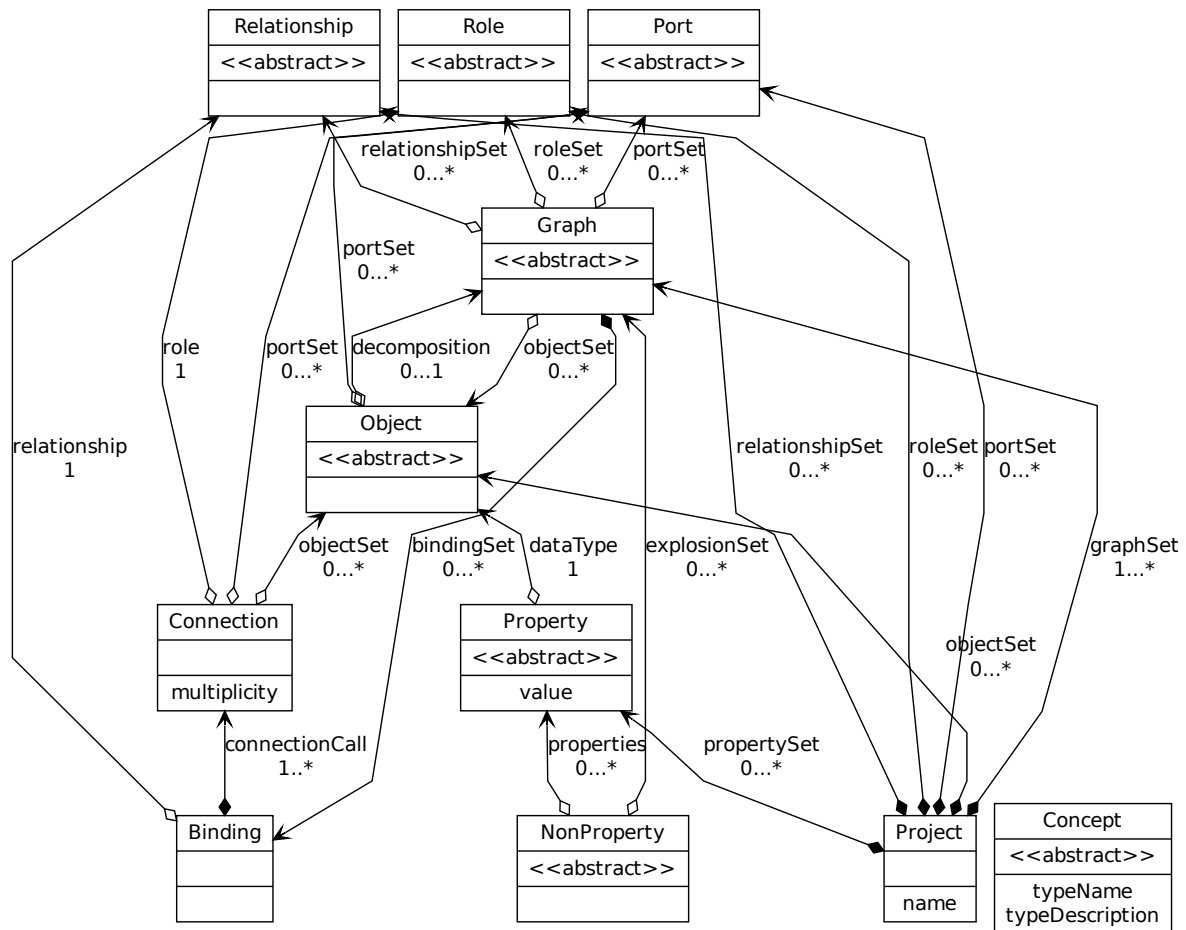 Relationship
<<abstract>>
Role
<<abstract>>
Port
<<abstract>>
relationshipSet
0...*
roleSet
0...*
portSet
0...*
Graph
<<abstract>>
portSet
0...*
role
1
portSet
0...*
decomposition
0...1
objectSet
0...*
Object
<<abstract>>
relationship
1
relationshipSet
0...*
roleSet
0...*
portSet
0...*
objectSet
0...*
bindingSet
0...*
dataType
1
explosionSet
0...*
graphSet
1...*
Connection
multiplicity
Property
<<abstract>>
value
objectSet
0...*
connectionCall
1..*
properties
0...*
propertySet
0...*
Binding
NonProperty
<<abstract>>
Project
name
Concept
<<abstract>>
typeName
typeDescription